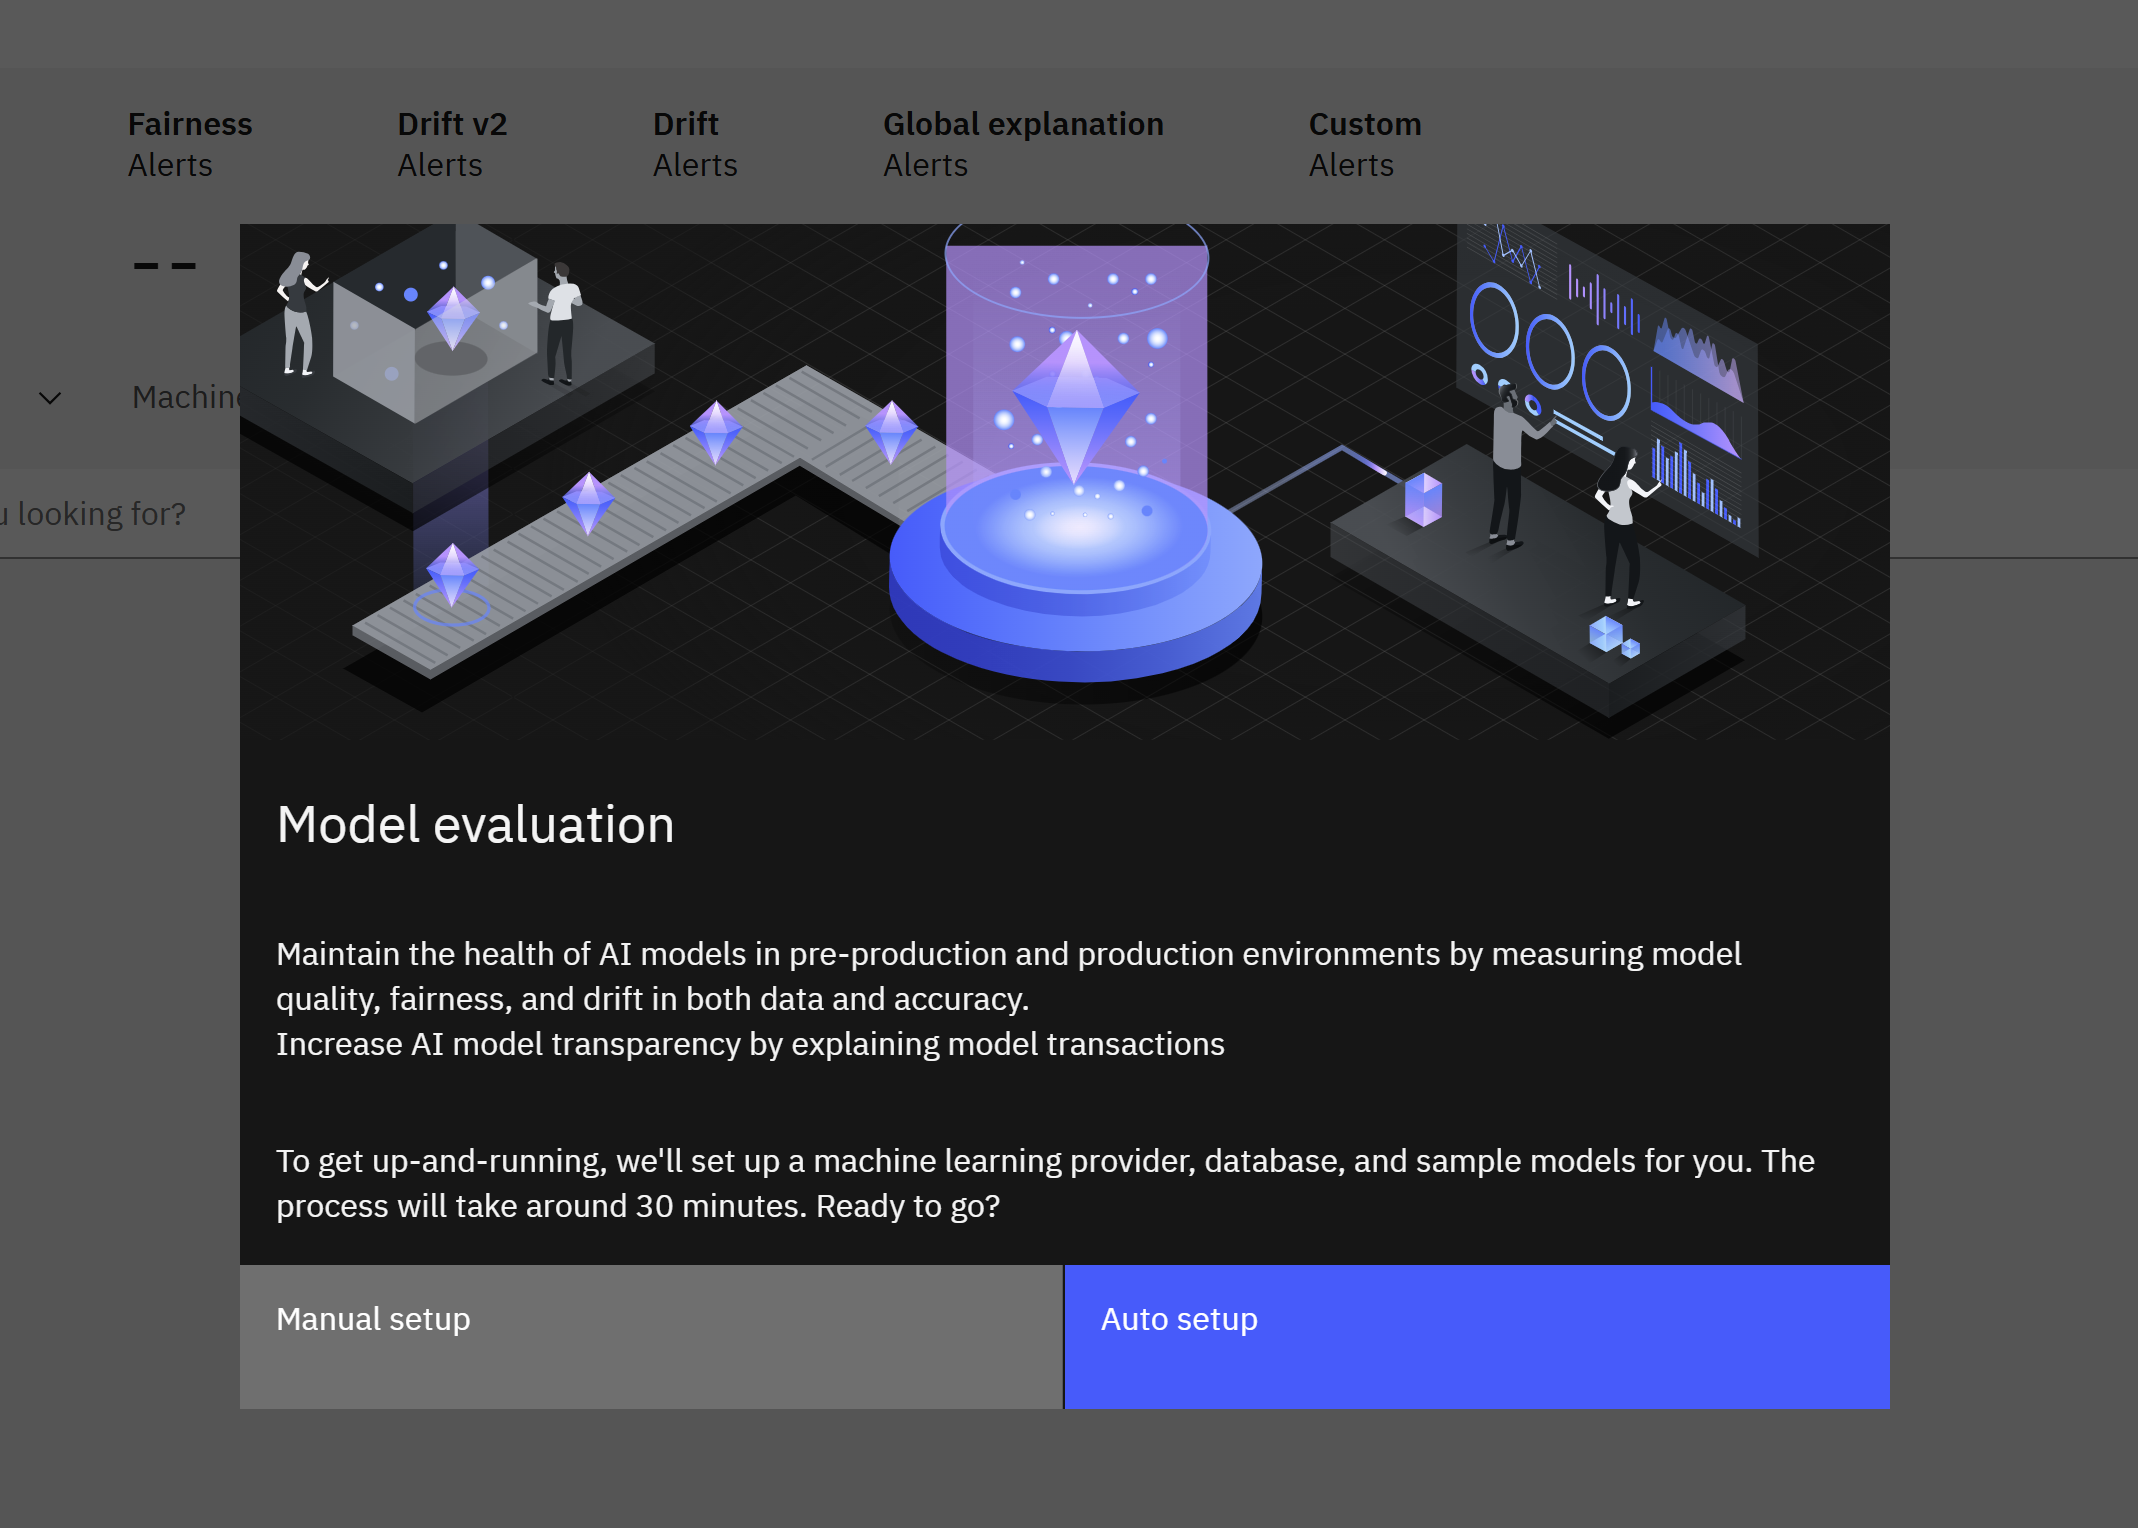 Fairness
Alerts
Drift v2
Alerts
Drift
Alerts
Global explanation
Alerts
Custom
Alerts
--
looking for?
Model evaluation
Maintain the health of AI models in pre-production and production environments by measuring model
quality, fairness, and drift in both data and accuracy.
Increase AI model transparency by explaining model transactions
To get up-and-running, we'll set up a machine learning provider, database, and sample models for you. The
process will take around 30 minutes. Ready to go?
Manual setup
Auto setup